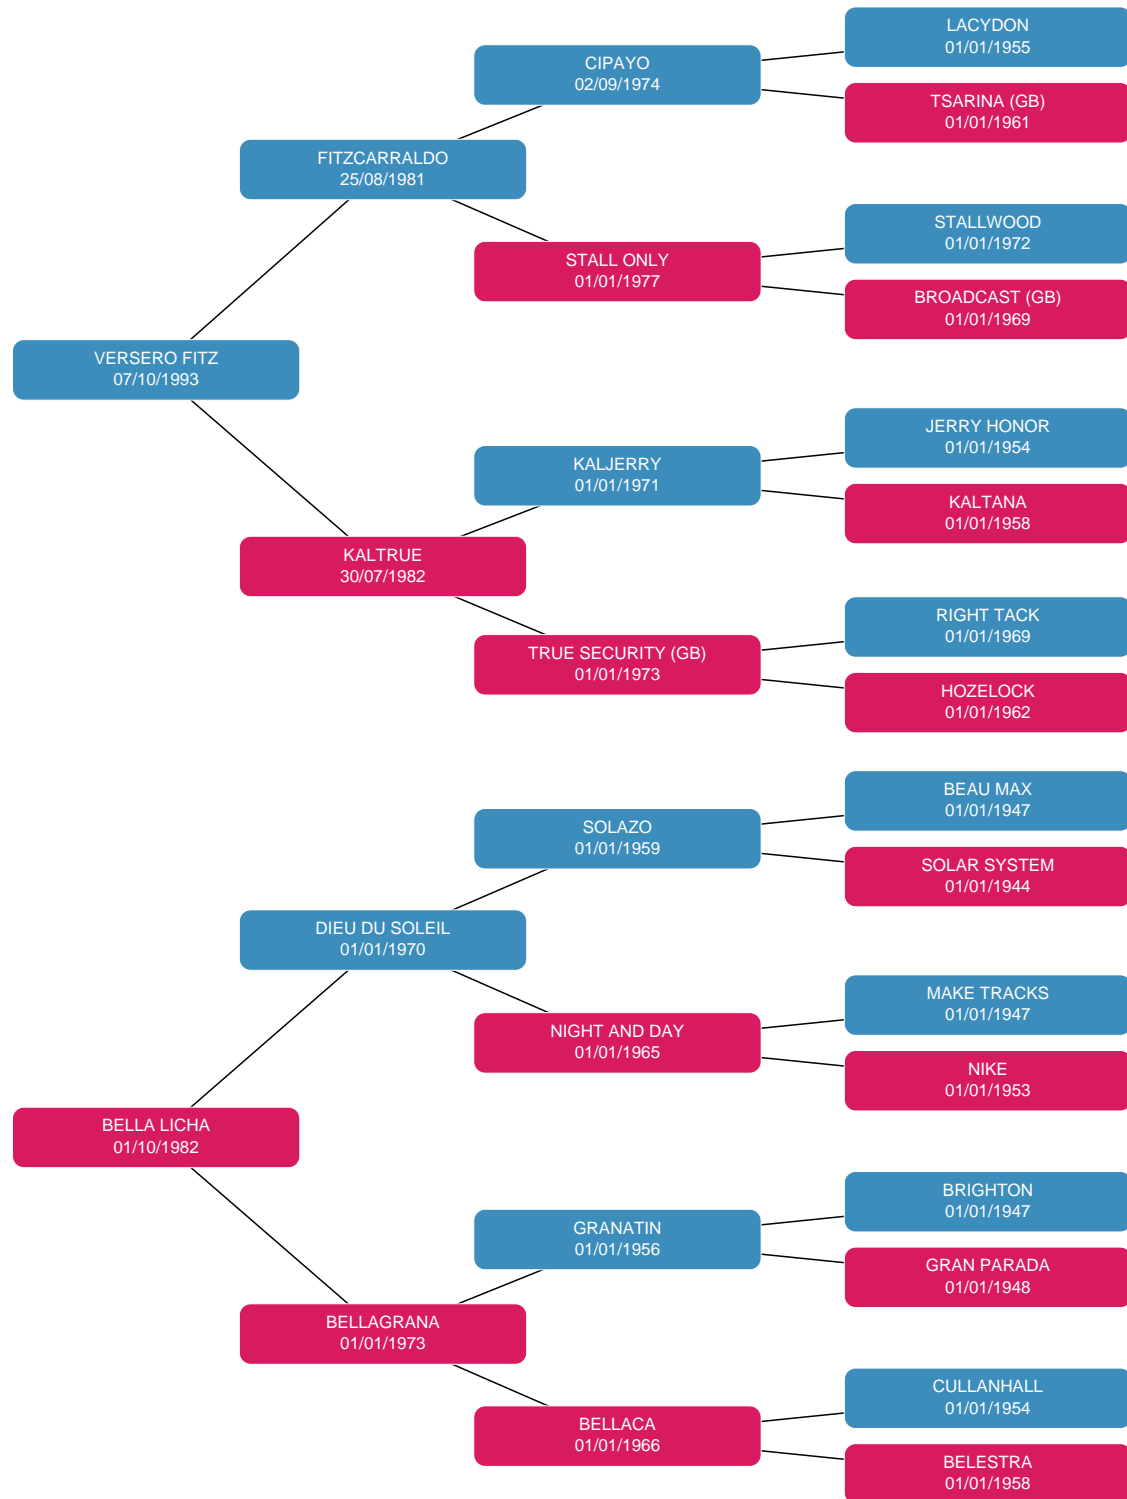 LACYDON
01/01/1955
CIPAYO
02/09/1974
TSARINA (GB)
01/01/1961
FITZCARRALDO
25/08/1981
STALLWOOD
01/01/1972
STALL ONLY
01/01/1977
BROADCAST (GB)
01/01/1969
VERSERO FITZ
07/10/1993
JERRY HONOR
01/01/1954
KALJERRY
01/01/1971
KALTANA
01/01/1958
KALTRUE
30/07/1982
RIGHT TACK
01/01/1969
TRUE SECURITY (GB)
01/01/1973
HOZELOCK
01/01/1962
BEAU MAX
01/01/1947
SOLAZO
01/01/1959
SOLAR SYSTEM
01/01/1944
DIEU DU SOLEIL
01/01/1970
MAKE TRACKS
01/01/1947
NIGHT AND DAY
01/01/1965
NIKE
01/01/1953
BELLA LICHA
01/10/1982
BRIGHTON
01/01/1947
GRANATIN
01/01/1956
GRAN PARADA
01/01/1948
BELLAGRANA
01/01/1973
CULLANHALL
01/01/1954
BELLACA
01/01/1966
BELESTRA
01/01/1958